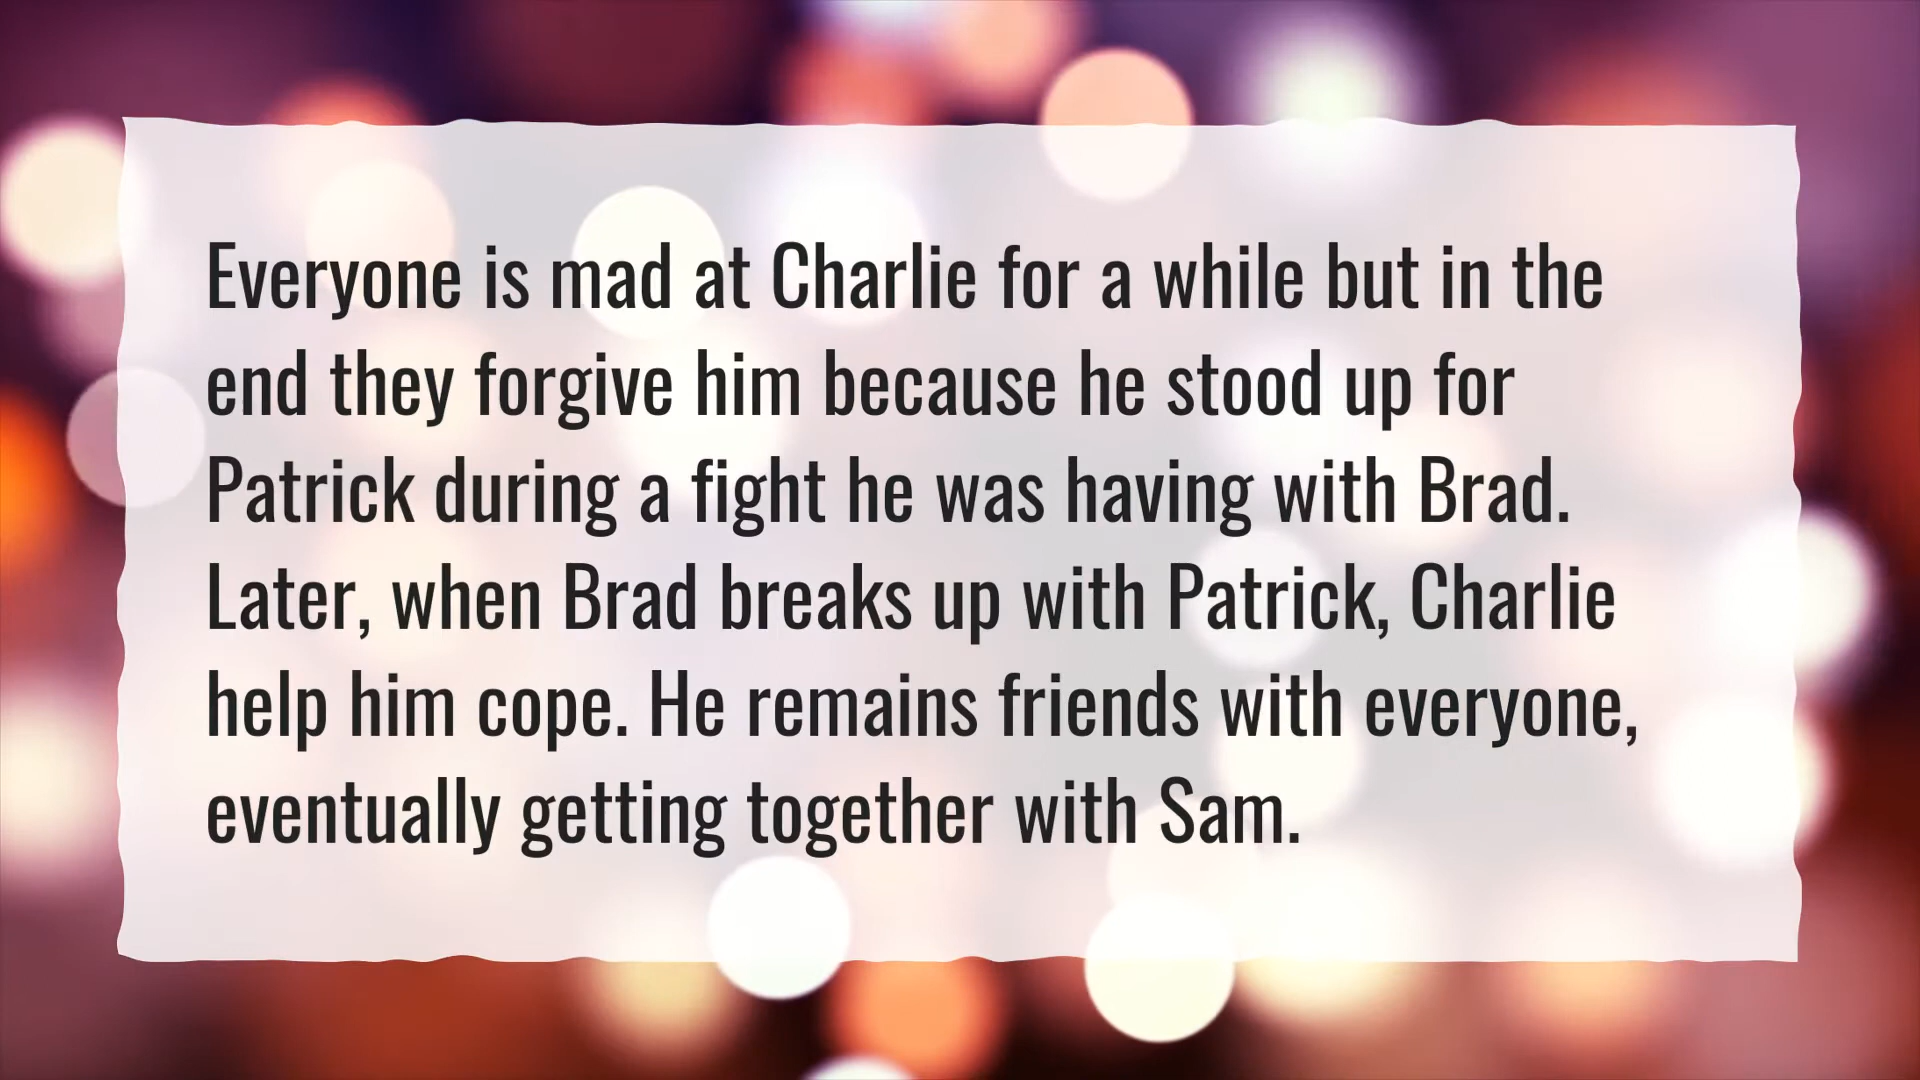 Everyone is mad at Charlie for a while but in the
end they forgive him because he stood up for
Patrick during a fight he was having with Brad.
Later, when Brad breaks up with Patrick, Charlie
help him cope. He remains friends with everyone,
eventually getting together with Sam.